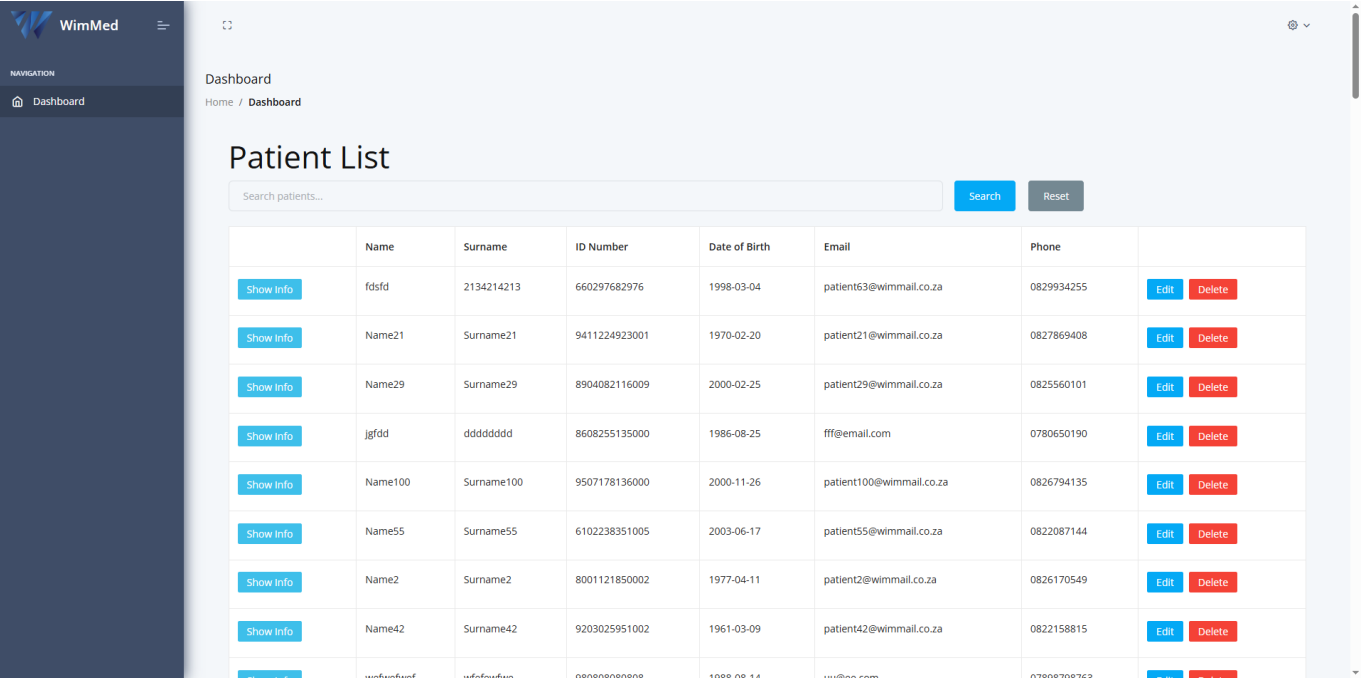 WimMed
NAVIGATION
Dashboard
Dashboard
Home / Dashboard
Patient List
Search patients...
Search
Reset
Name Surname ID Number Date of Birth Email Phone
Show Info fdsfd 2134214213 660297682976 1998-03-04 patient63@wimmail.co.za 0829934255 Edit Delete
Show Info Name21 Surname21 9411224923001 1970-02-20 patient21@wimmail.co.za 0827869408 Edit Delete
Show Info Name29 Surname29 8904082116009 2000-02-25 patient29@wimmail.co.za 0825560101 Edit Delete
Show Info jgfdd dddddddd 8608255135000 1986-08-25 fff@email.com 0780650190 Edit Delete
Show Info Name100 Surname100 9507178136000 2000-11-26 patient100@wimmail.co.za 0826794135 Edit Delete
Show Info Name55 Surname55 6102238351005 2003-06-17 patient55@wimmail.co.za 0822087144 Edit Delete
Show Info Name2 Surname2 8001121850002 1977-04-11 patient2@wimmail.co.za 0826170549 Edit Delete
Show Info Name42 Surname42 9203025951002 1961-03-09 patient42@wimmail.co.za 0822158815 Edit Delete